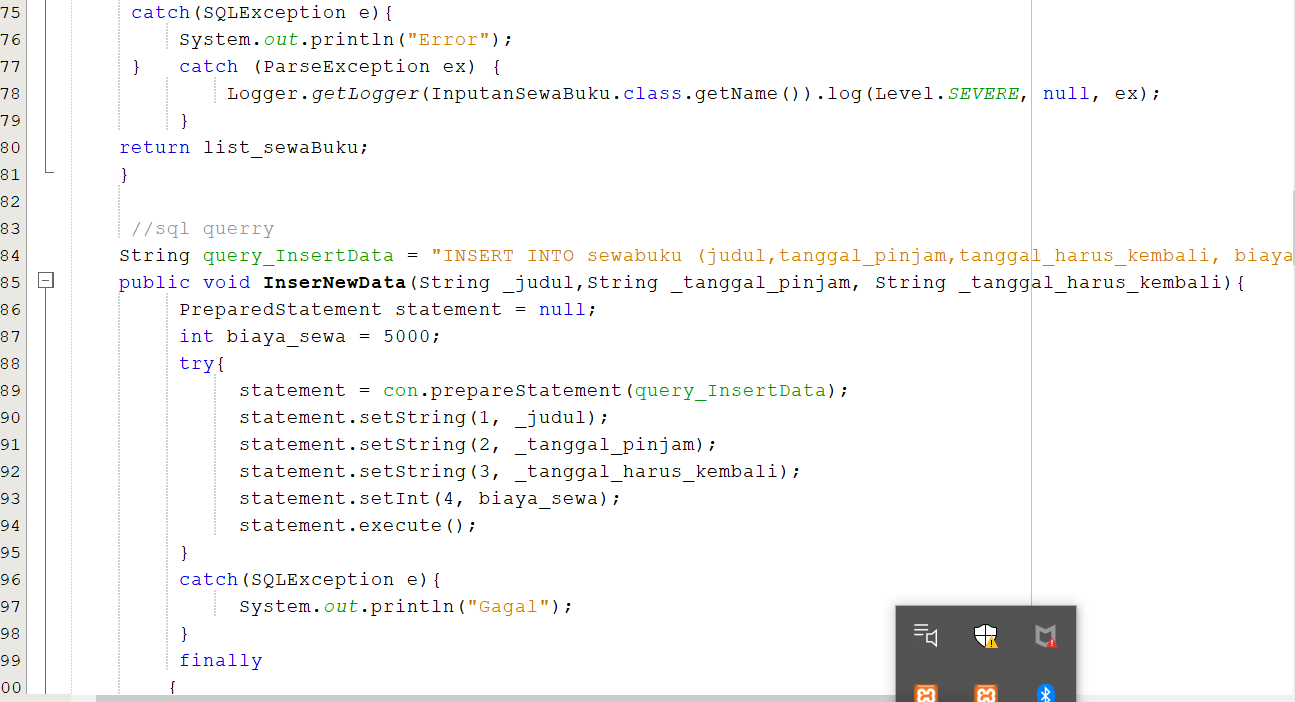 75 catch(SQLException e){
76 System.out.println("Error");
77 } catch (ParseException ex) {
78 Logger.getLogger(InputanSewaBuku.class.getName()).log(Level.SEVERE, null, ex);
79 }
80 return list_sewaBuku;
81 }
82
83 //sql querry
84 String query_InsertData = "INSERT INTO sewabuku (judul,tanggal_pinjam,tanggal_harus_kembali, biaya
85 public void InserNewData(String _judul,String _tanggal_pinjam, String _tanggal_harus_kembali){
86 PreparedStatement statement = null;
87 int biaya_sewa = 5000;
88 try{
89 statement = con.prepareStatement(query_InsertData);
90 statement.setString(1, _judul);
91 statement.setString(2, _tanggal_pinjam);
92 statement.setString(3, _tanggal_harus_kembali);
93 statement.setInt(4, biaya_sewa);
94 statement.execute();
95 }
96 catch(SQLException e){
97 System.out.println("Gagal");
98 }
99 finally
00 {